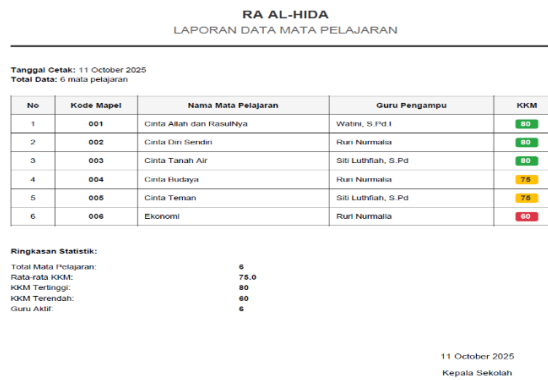 RA AL-HIDA
LAPORAN DATA MATA PELAJARAN
Tanggal Cetak: 11 October 2025
Total Data: 6 mata pelajaran
No Kode Mapel Nama Mata Pelajaran Guru Pengampu KKM
1 001 Cinta Allah dan RasulNya Watini, S.Pd.I 80
2 002 Cinta Diri Sendiri Ruri Nurmalia 80
3 003 Cinta Tanah Air Siti Luthfiah, S.Pd 80
4 004 Cinta Budaya Ruri Nurmalia 75
5 005 Cinta Teman Siti Luthfiah, S.Pd 75
6 006 Ekonomi Ruri Nurmalia 60
Ringkasan Statistik:
Total Mata Pelajaran: 6
Rata-rata KKM: 75.0
KKM Tertinggi: 80
KKM Terendah: 60
Guru Aktif: 6
11 October 2025
Kepala Sekolah